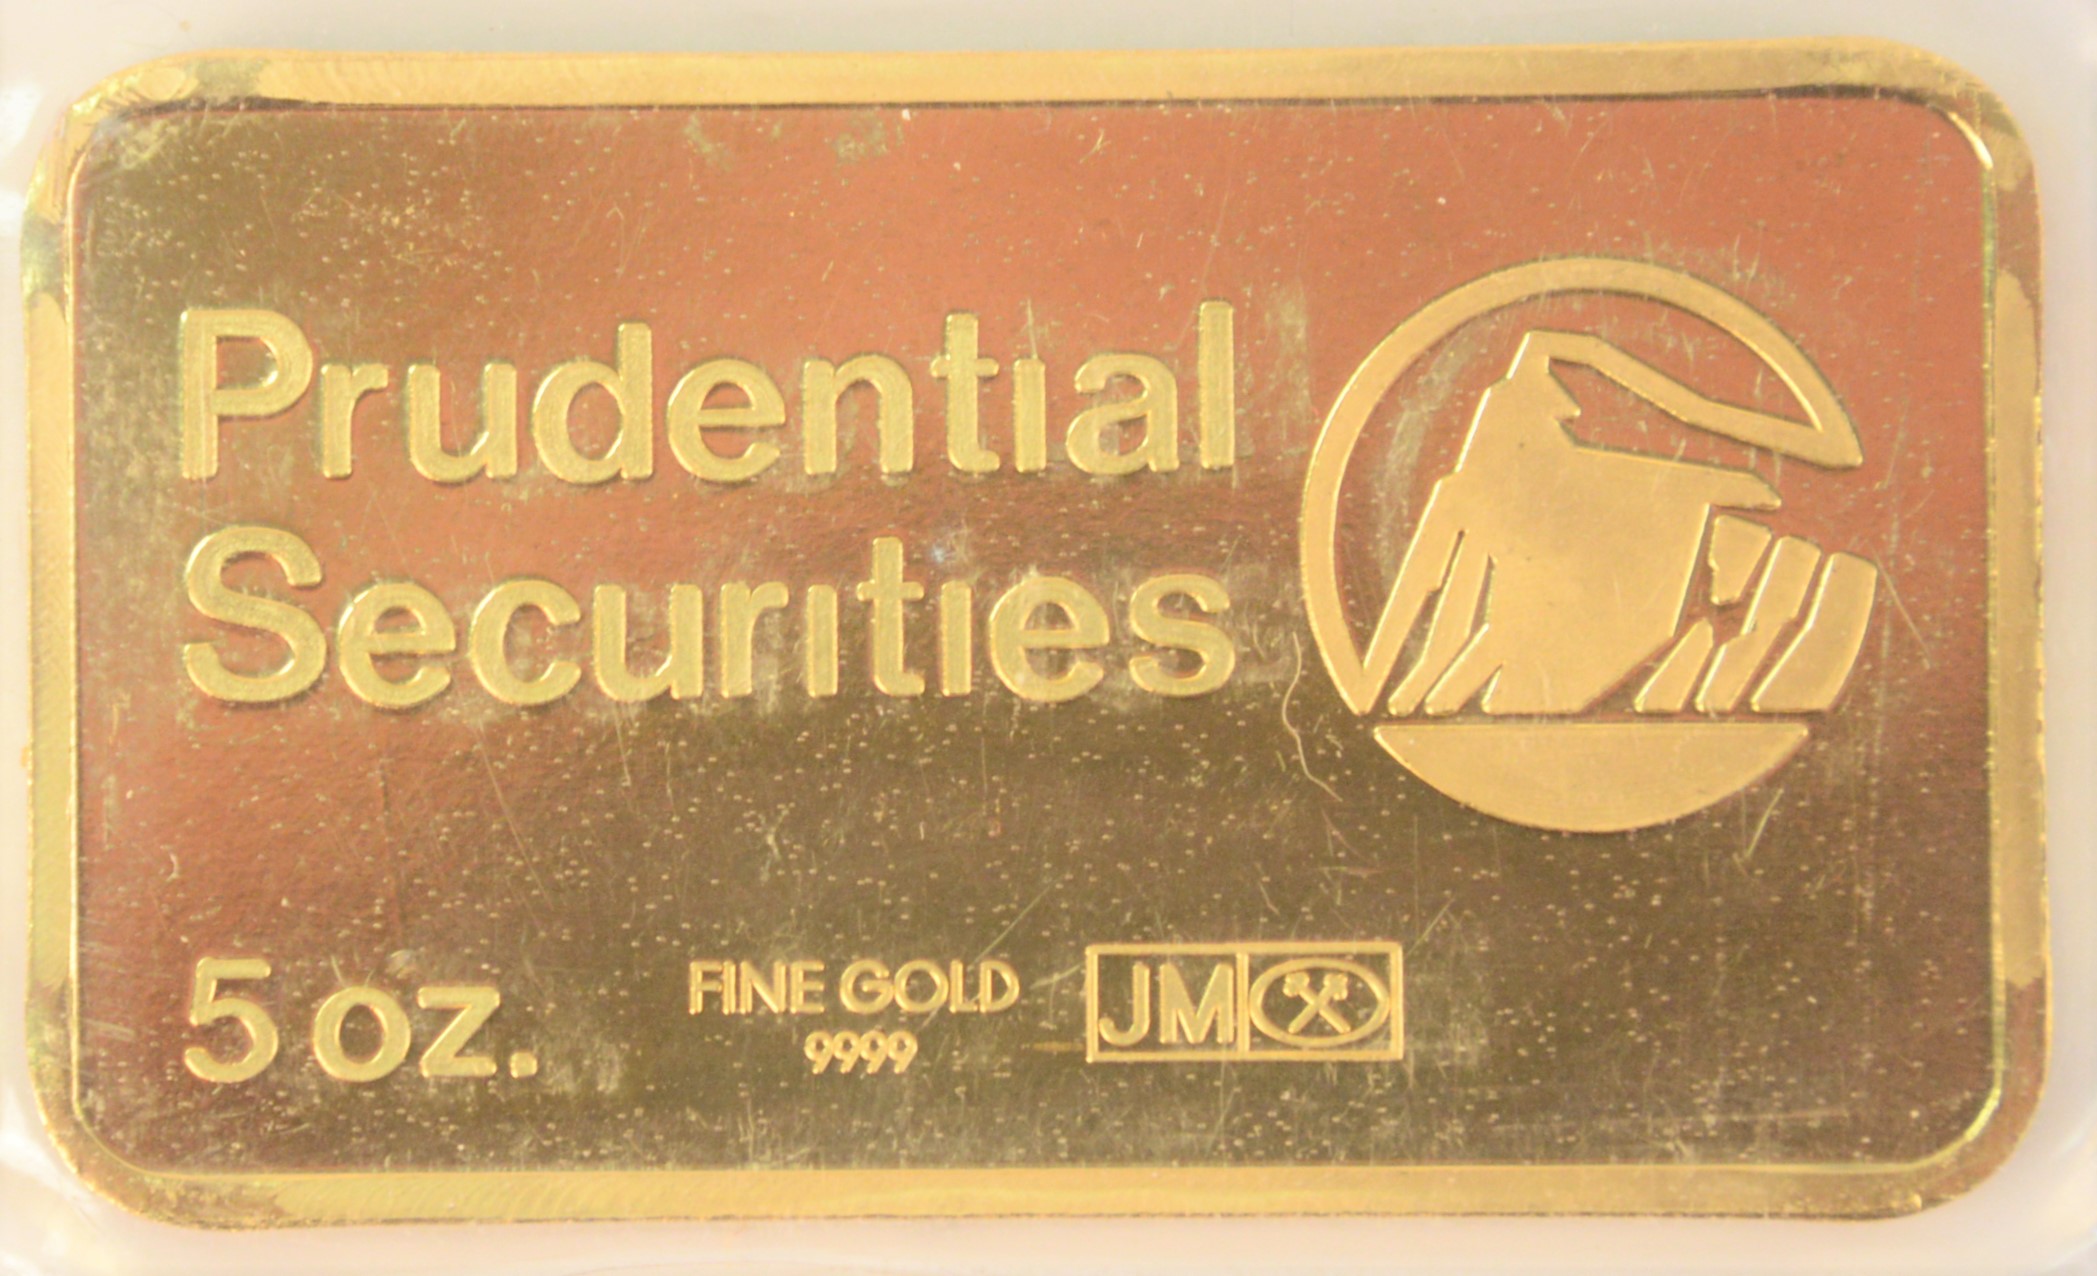 Prudential
Securities
5 oz.
FINE GOLD
9999
JM